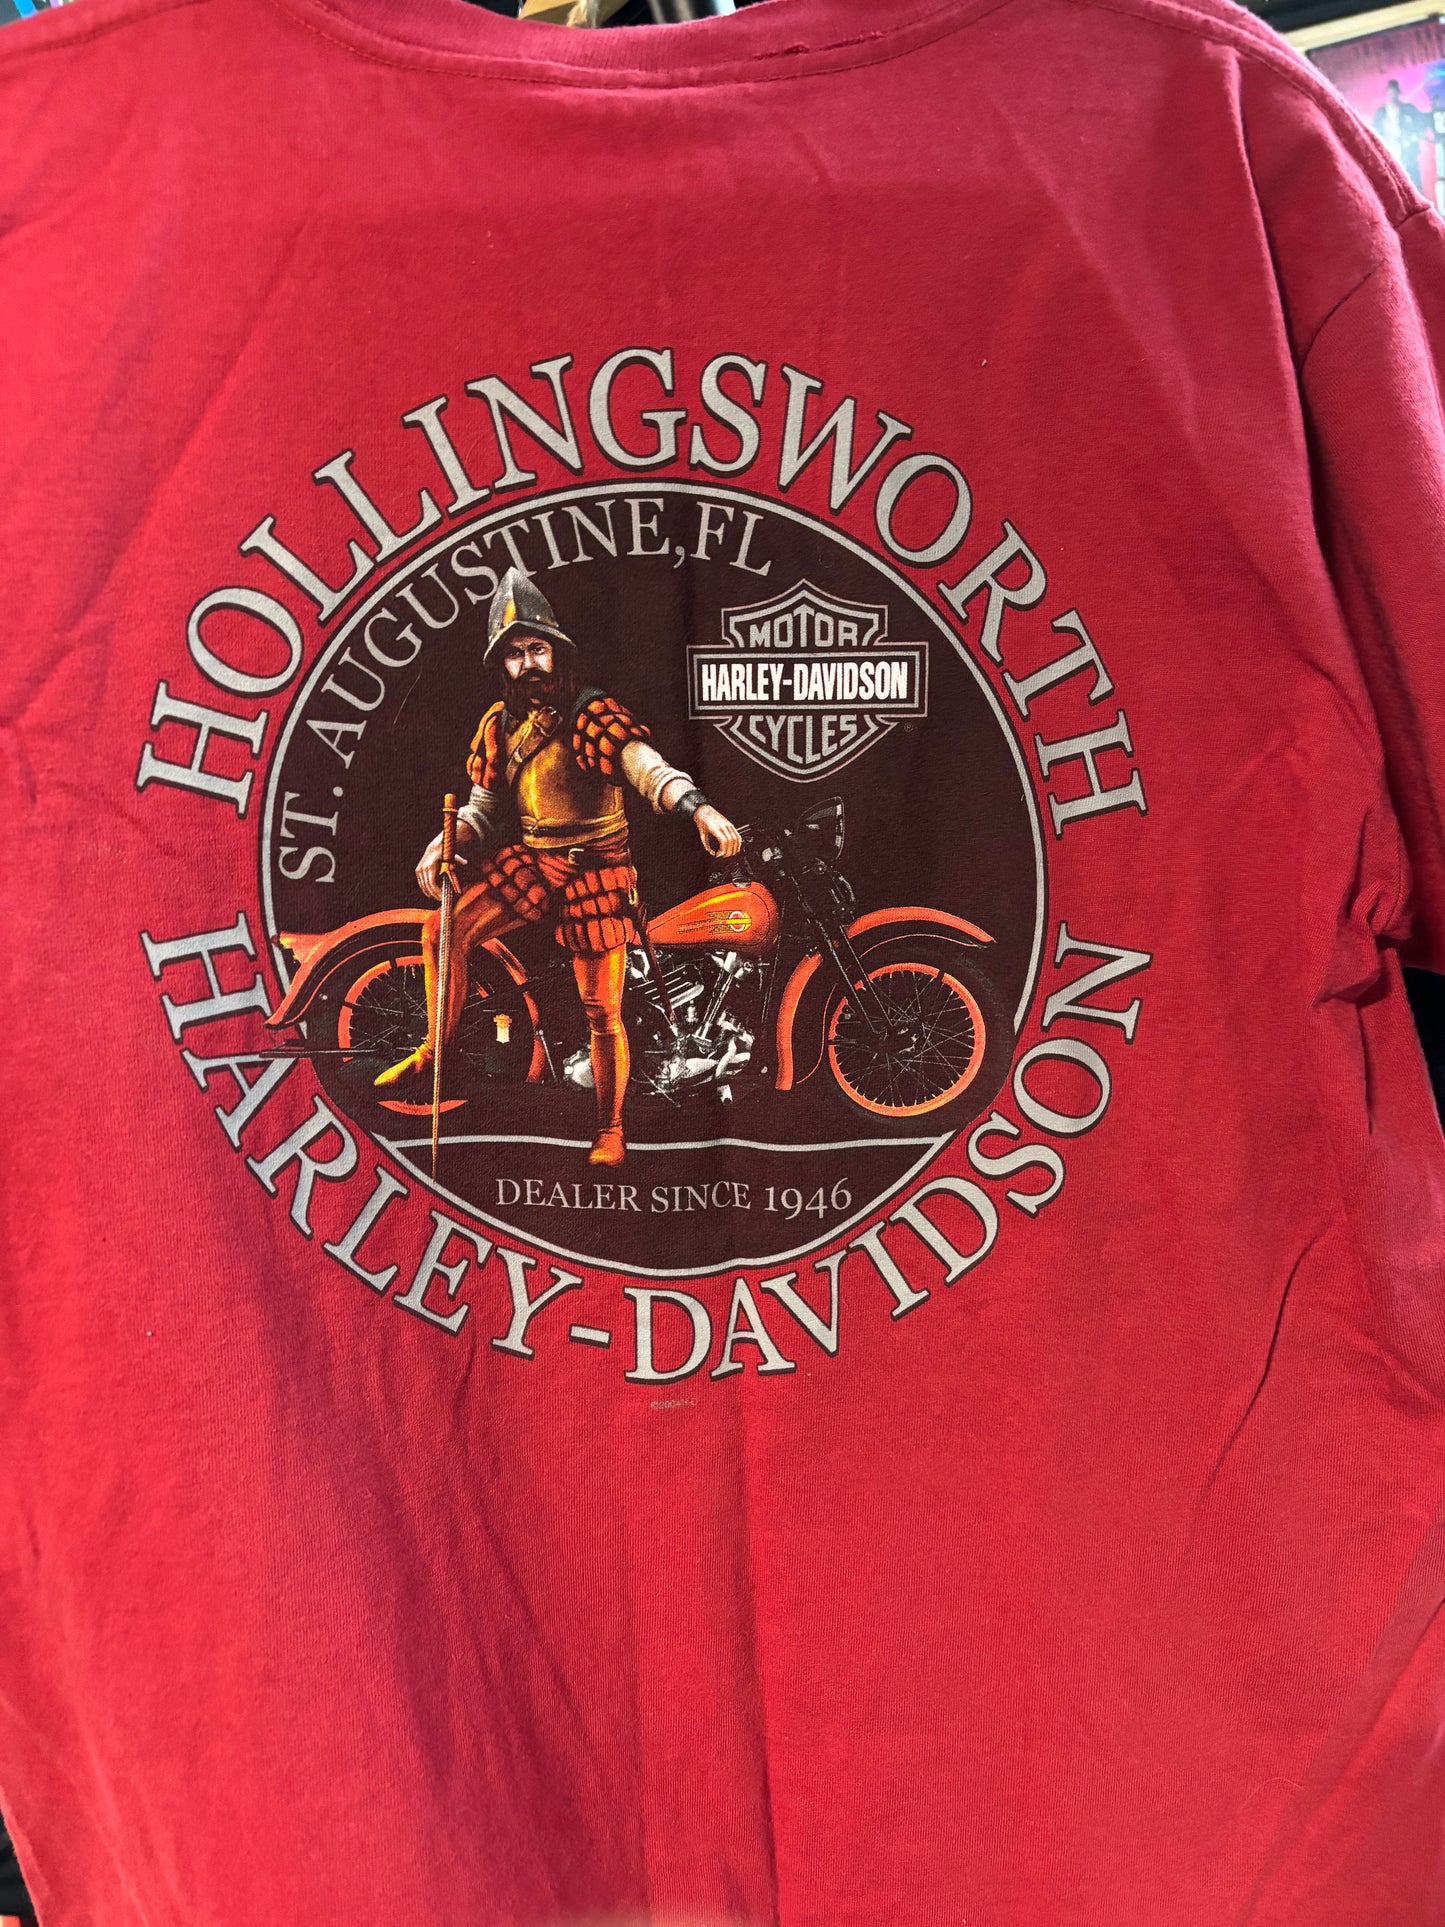 HOLLINGSWORTH
ST. AUGUSTINE, FL
MOTOR
HARLEY-DAVIDSON
CYCLES
®
DEALER SINCE 1946
HARLEY-DAVIDSON